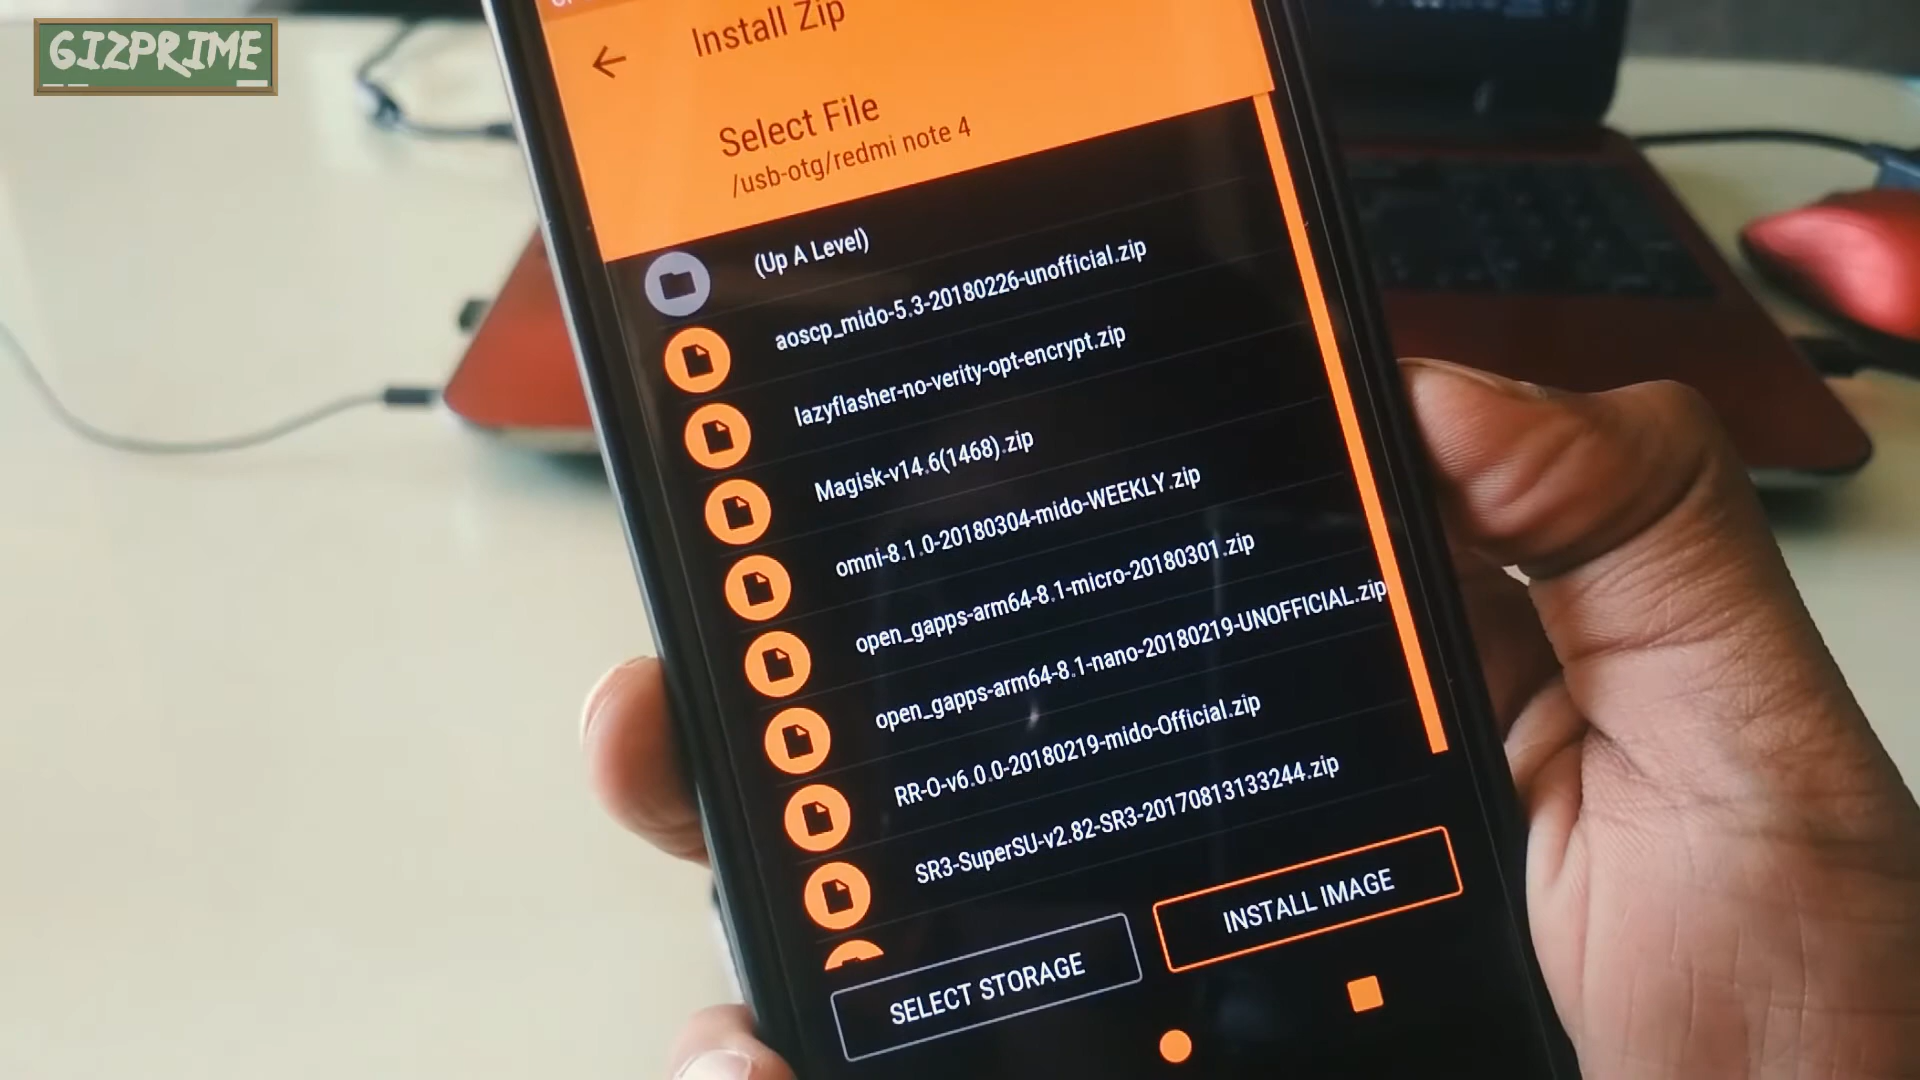 GIZPRIME
Install Zip
Select File
/usb-otg/redmi note 4
(Up A Level)
aoscp_mido-5.3-20180226-unofficial.zip
lazyflasher-no-verity-opt-encrypt.zip
Magisk-v14.6(1468).zip
omni-8.1.0-20180304-mido-WEEKLY.zip
open_gapps-arm64-8.1-micro-20180301.zip
open_gapps-arm64-8.1-nano-20180219-UNOFFICIAL.zip
RR-O-v6.0.0-20180219-mido-Official.zip
SR3-SuperSU-v2.82-SR3-20170813133244.zip
SELECT STORAGE
INSTALL IMAGE